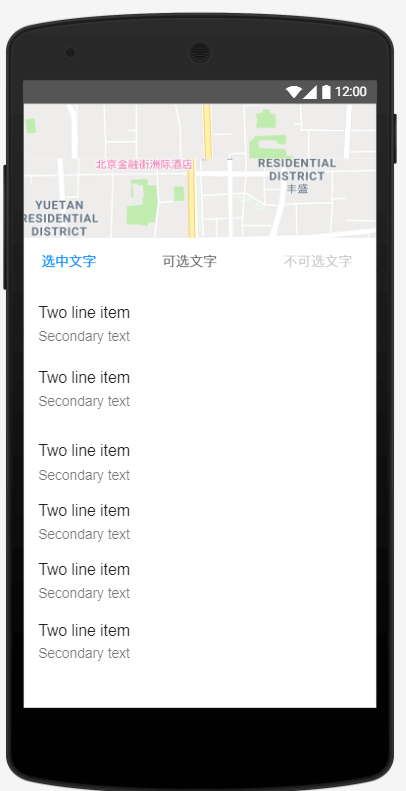 12:00
北京金融街洲际酒店
RESIDENTIAL
DISTRICT
丰盛
YUETAN
RESIDENTIAL
DISTRICT
选中文字 可选文字 不可选文字
Two line item
Secondary text
Two line item
Secondary text
Two line item
Secondary text
Two line item
Secondary text
Two line item
Secondary text
Two line item
Secondary text